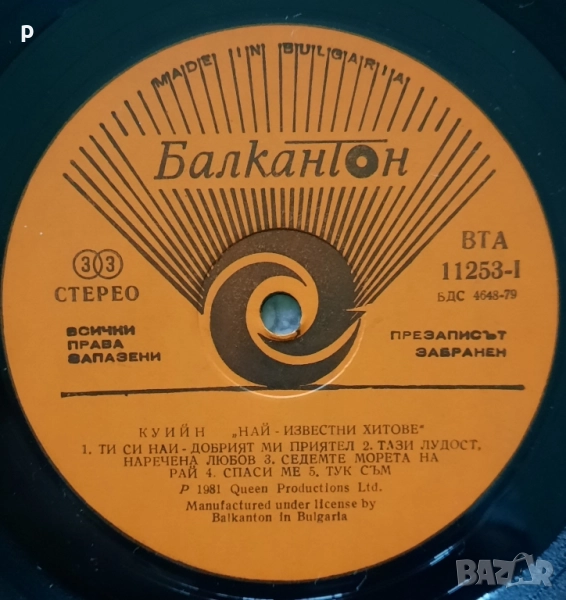 p
MADE IN BULGARIA
Балкантон
33
СТЕРЕО
ВТА
11253-I
БДС 4648-79
ВСИЧКИ
ПРАВА
ЗАПАЗЕНИ
ПРЕЗАПИСЪТ
ЗАБРАНЕН
КУИЙН „НАЙ - ИЗВЕСТНИ ХИТОВЕ“
1. ТИ СИ НАИ - ДОБРИЯТ МИ ПРИЯТЕЛ 2. ТАЗИ ЛУДОСТ,
НАРЕЧЕНА ЛЮБОВ 3. СЕДЕМТЕ МОРЕТА НА
РАЙ 4. СПАСИ МЕ 5. ТУК СЪМ
P 1981 Queen Productions Ltd.
Manufactured under license by
Balkanton in Bulgaria
BAZAR